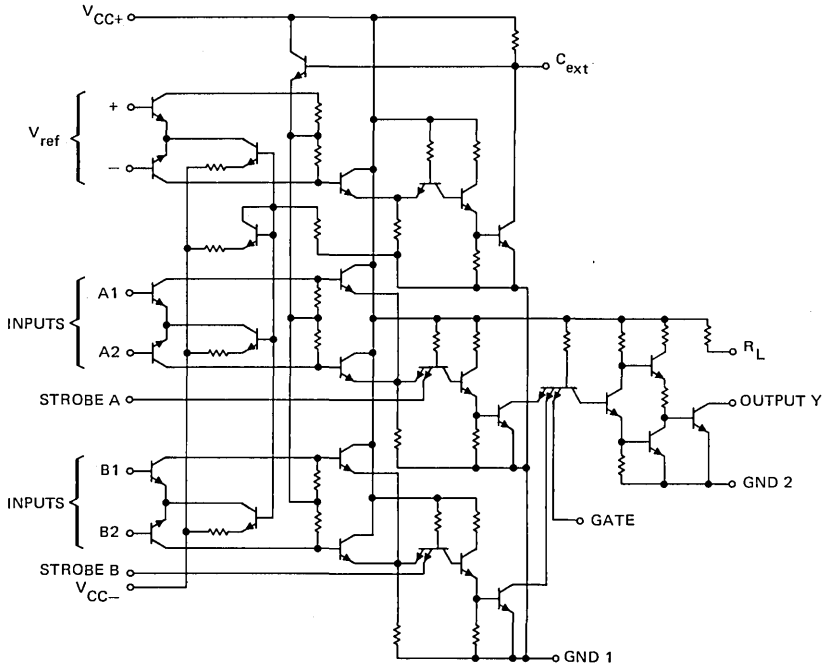 VCC+
Cext
+
Vref
−
A1
INPUTS
A2
RL
STROBE A
OUTPUT Y
B1
INPUTS
GND 2
B2
GATE
STROBE B
VCC−
GND 1